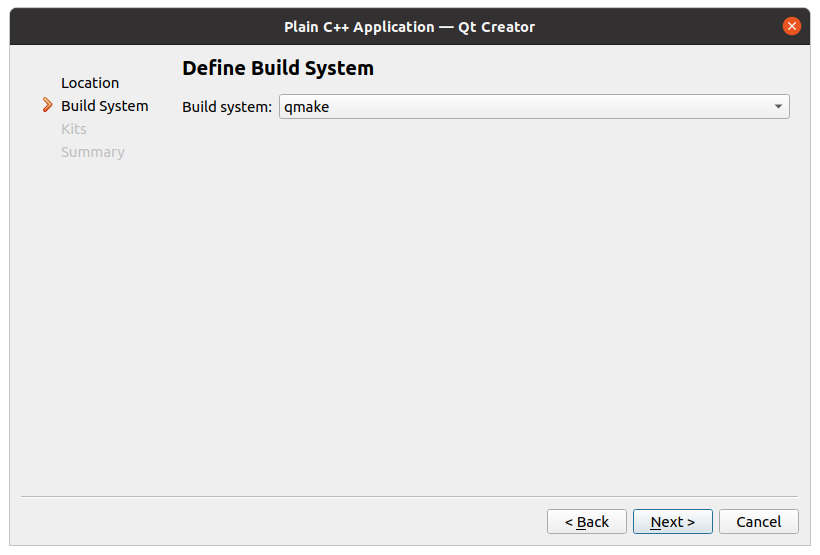 Plain C++ Application — Qt Creator
Location
Build System
Kits
Summary
Define Build System
Build system: qmake
< Back
Next >
Cancel